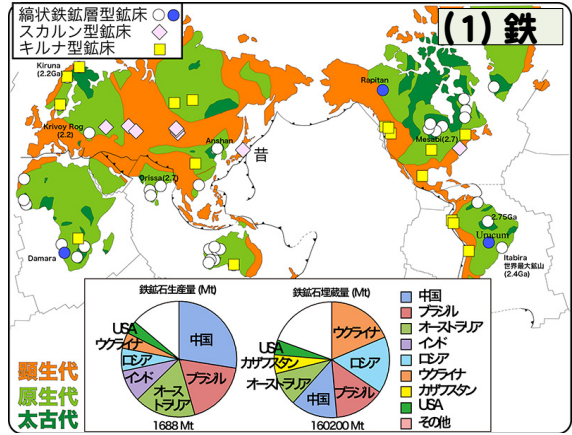 縞状鉄鉱層型鉱床
スカルン型鉱床
キルナ型鉱床
(1) 鉄
Kiruna
(2.2Ga)
Rapitan
Krivoy Rog
(2.2)
Anshan
昔
Mesabi(2.7)
Orissa(2.7)
2.75Ga
Urucum
Damara
Itabira
世界最大鉱山
(2.4Ga)
顕生代
原生代
太古代
鉄鉱石生産量 (Mt)
USA
ウクライナ
ロシア
インド
オース
トラリア
ブラジル
中国
1688 Mt
鉄鉱石埋蔵量 (Mt)
USA
カザフスタン
オーストラリア
中国
ブラジル
ロシア
ウクライナ
160200 Mt
中国
ブラジル
オーストラリア
インド
ロシア
ウクライナ
カザフスタン
USA
その他